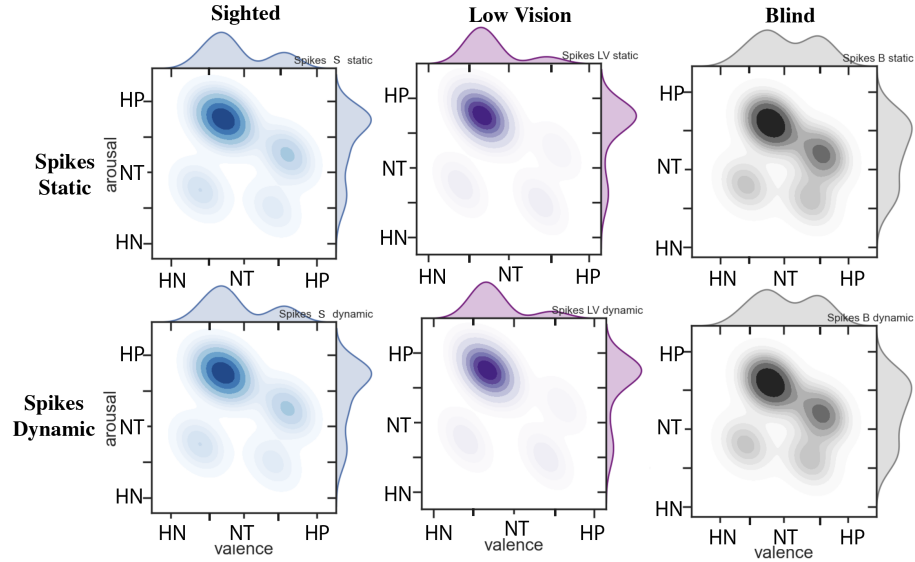 Sighted
Low Vision
Blind
Spikes S static
Spikes LV static
Spikes B static
HP
HP
HP
Spikes
Static
arousal
NT
NT
NT
HN
HN
HN
HN NT HP
HN NT HP
HN NT HP
Spikes S dynamic
Spikes LV dynamic
Spikes B dynamic
HP
HP
HP
Spikes
Dynamic
arousal
NT
NT
NT
HN
HN
HN
HN NT HP
HN NT HP
HN NT HP
valence
valence
valence